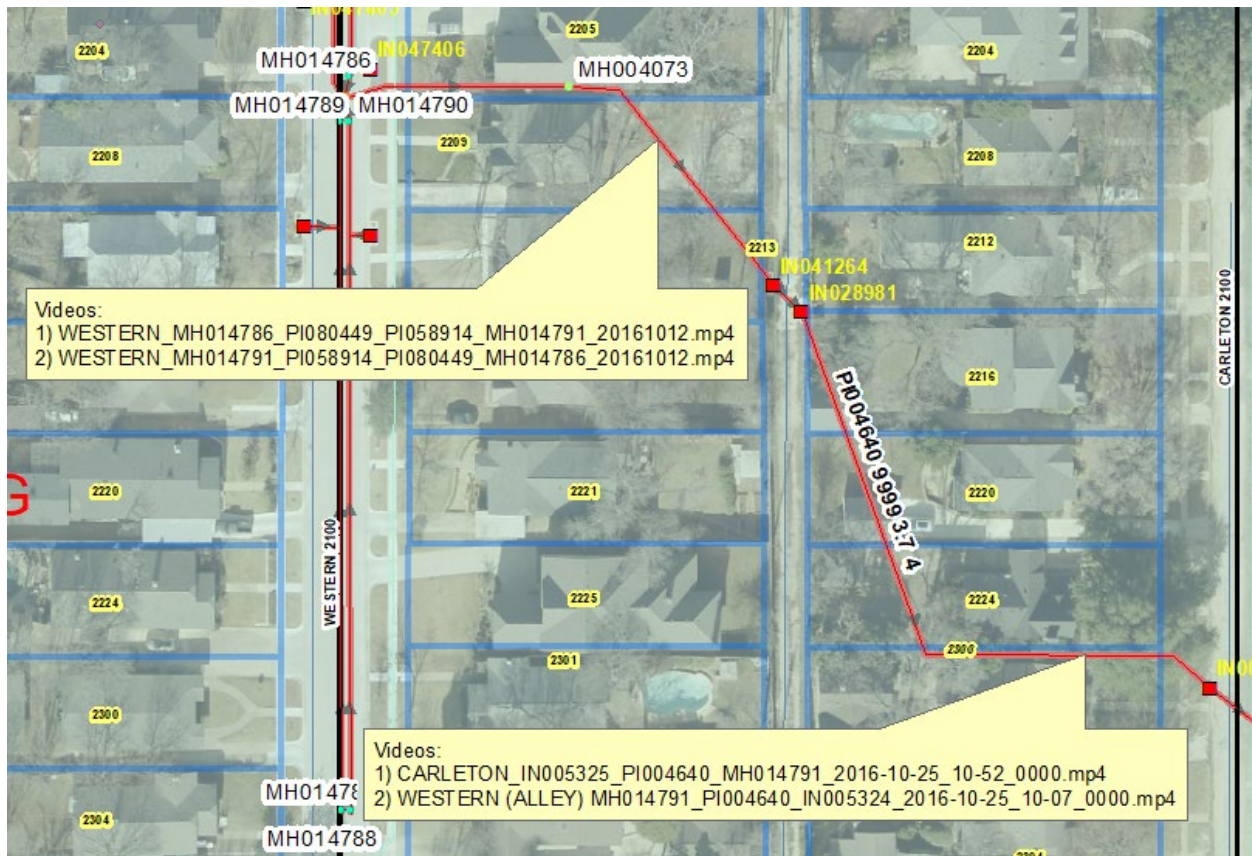 2204
MH014786
IN047406
2205
MH004073
2204
MH014789
MH014790
2208
2209
2208
2213
2212
IN041264
IN028981
CARLETON 2100
Videos:
1) WESTERN_MH014786_PI080449_PI058914_MH014791_20161012.mp4
2) WESTERN_MH014791_PI058914_PI080449_MH014786_20161012.mp4
2216
PI004640 99993:7 4
G
2220
2221
2220
WESTERN 2100
2224
2225
2224
2301
2300
2300
Videos:
1) CARLETON_IN005325_PI004640_MH014791_2016-10-25_10-52_0000.mp4
2) WESTERN (ALLEY) MH014791_PI004640_IN005324_2016-10-25_10-07_0000.mp4
2304
MH014788